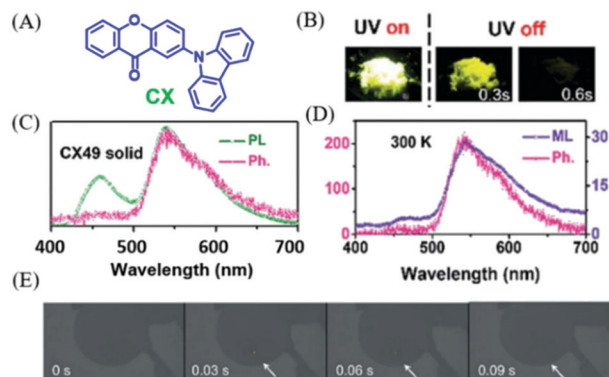 (A)
O
N
O
CX
(B)
UV on
UV off
0.3s
0.6s
(C)
CX49 solid
PL
Ph.
400 500 600 700
Wavelength (nm)
(D)
300 K
ML
Ph.
200
100
0
30
15
0
400 500 600 700
Wavelength (nm)
(E)
0 s
0.03 s
0.06 s
0.09 s